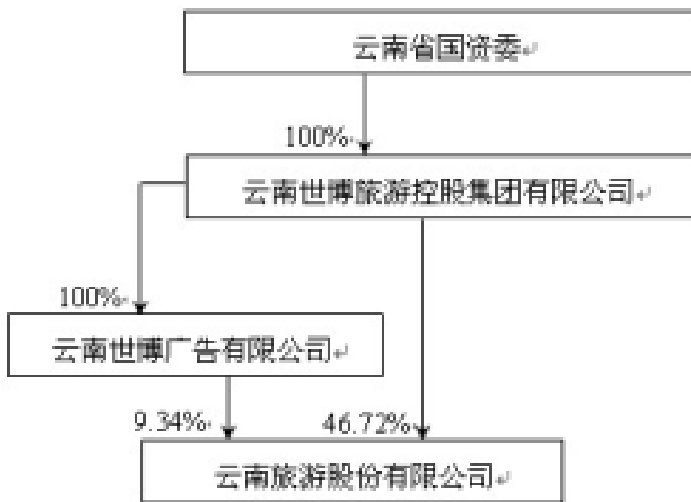 云南省国资委
100%
云南世博旅游控股集团有限公司
100%
云南世博广告有限公司
9.34%
46.72%
云南旅游股份有限公司